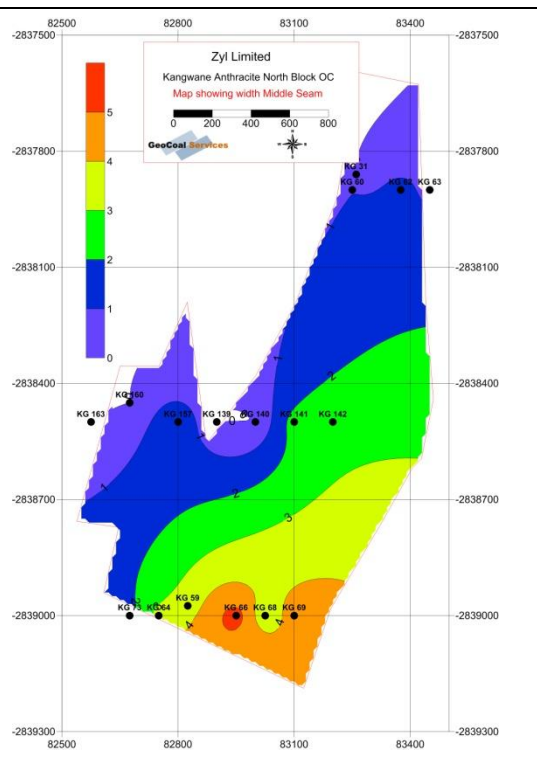 82500 82800 83100 83400
-2837500
Zyl Limited
Kangwane Anthracite North Block OC
Map showing width Middle Seam
0 200 400 600 800
GeoCoal Services
5
4
3
2
1
0
-2837800
-2838100
-2838400
-2838700
-2839000
-2839300
-2837500
-2837800
-2838100
-2838400
-2838700
-2839000
-2839300
KG 31
KG 60 KG 62 KG 63
1
1
2
KG 160
KG 163 KG 157 KG 139 KG 140 KG 141 KG 142
0
1
1
2
3
KG 59
KG 73 KG 64 KG 66 KG 68 KG 69
4
4
82500 82800 83100 83400